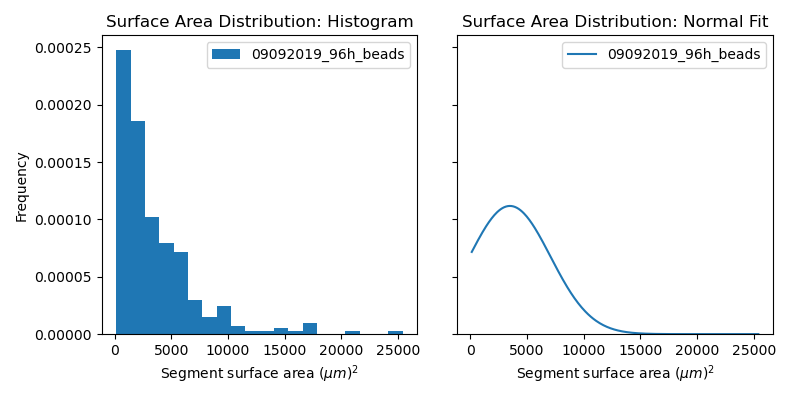 Surface Area Distribution: Histogram
09092019_96h_beads
Frequency
0.00025
0.00020
0.00015
0.00010
0.00005
0.00000
0 5000 10000 15000 20000 25000
Segment surface area (μm)²
Surface Area Distribution: Normal Fit
09092019_96h_beads
0 5000 10000 15000 20000 25000
Segment surface area (μm)²